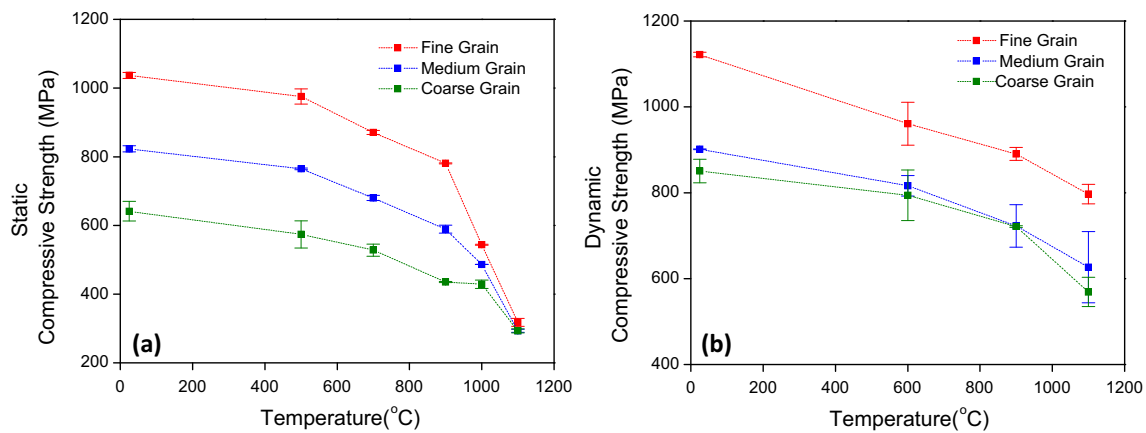 1200
1000
800
600
400
200
0 200 400 600 800 1000 1200
Static
Compressive Strength (MPa)
Fine Grain
Medium Grain
Coarse Grain
(a)
Temperature(°C)
1200
1000
800
600
400
0 200 400 600 800 1000 1200
Dynamic
Compressive Strength (MPa)
Fine Grain
Medium Grain
Coarse Grain
(b)
Temperature(°C)